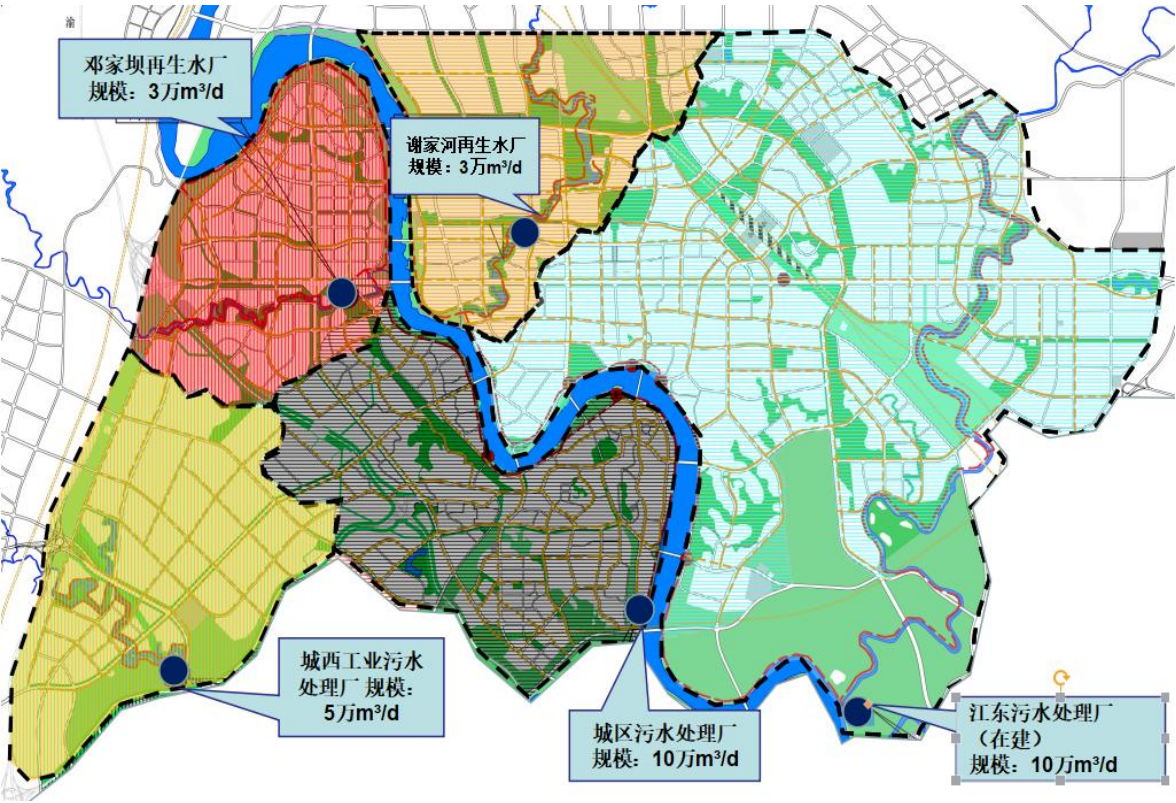 渝
邓家坝再生水厂
规模：3万m³/d
谢家河再生水厂
规模：3万m³/d
城西工业污水
处理厂 规模：
5万m³/d
城区污水处理厂
规模：10万m³/d
江东污水处理厂
（在建）
规模：10万m³/d